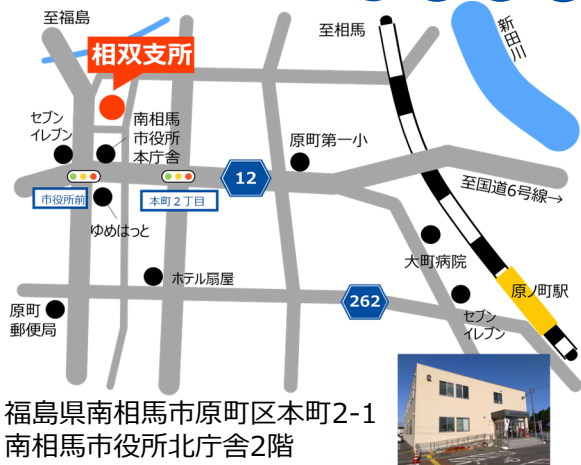 至福島
至相馬
新田川
相双支所
セブン
イレブン
南相馬
市役所
本庁舎
原町第一小
12
至国道6号線→
市役所前
本町2丁目
ゆめはっと
大町病院
ホテル扇屋
原ノ町駅
262
原町
郵便局
セブン
イレブン
福島県南相馬市原町区本町2-1
南相馬市役所北庁舎2階